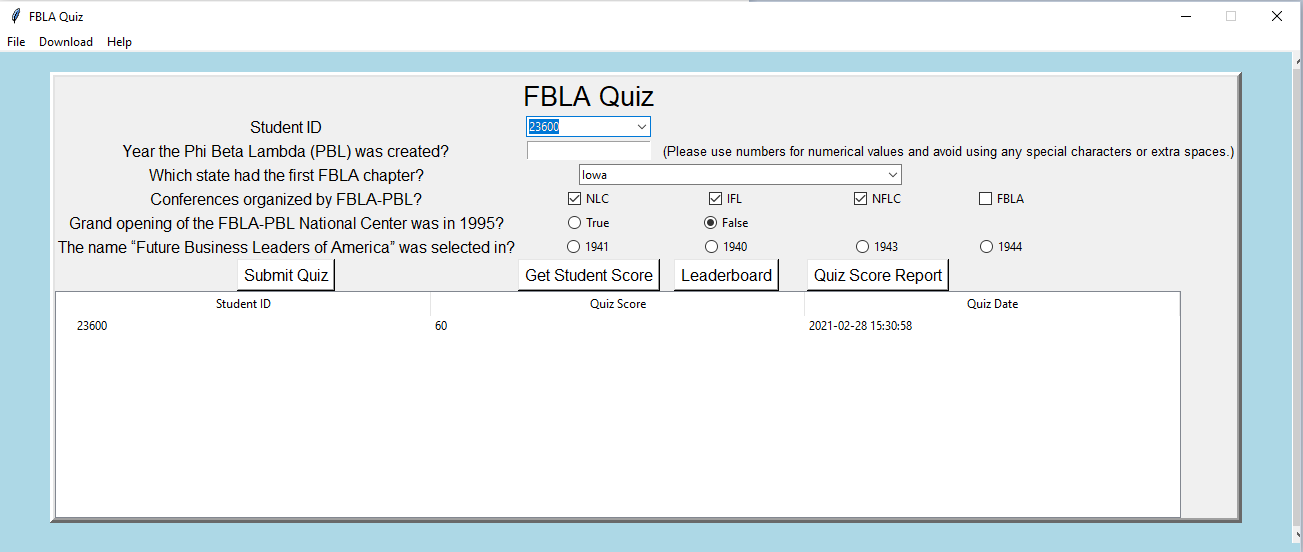 FBLA Quiz
File Download Help
FBLA Quiz
Student ID 23600
Year the Phi Beta Lambda (PBL) was created? (Please use numbers for numerical values and avoid using any special characters or extra spaces.)
Which state had the first FBLA chapter? Iowa
Conferences organized by FBLA-PBL? NLC IFL NFLC FBLA
Grand opening of the FBLA-PBL National Center was in 1995? True False
The name “Future Business Leaders of America” was selected in? 1941 1940 1943 1944
Submit Quiz Get Student Score Leaderboard Quiz Score Report
Student ID Quiz Score Quiz Date
23600 60 2021-02-28 15:30:58